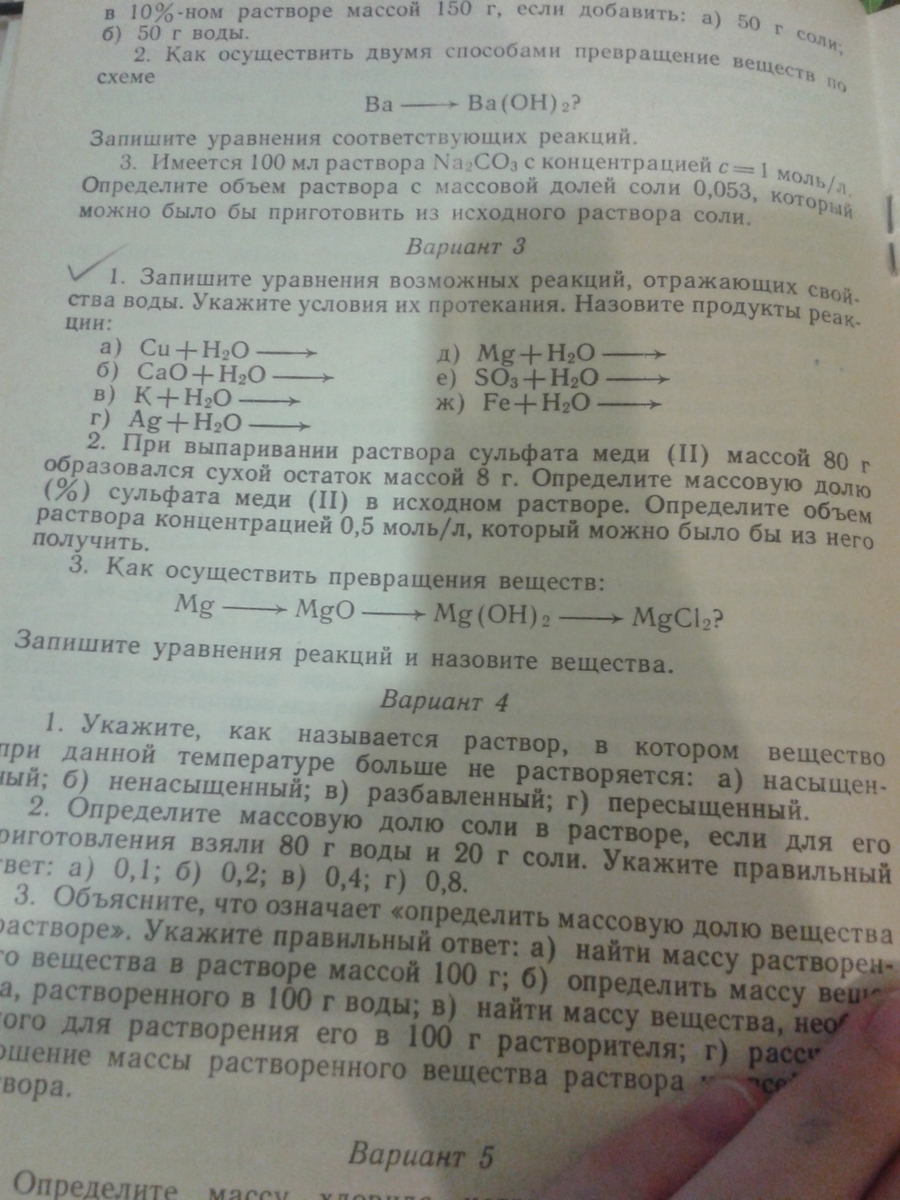 в 10%-ном растворе массой 150 г, если добавить: а) 50 г соли;
б) 50 г воды.
2. Как осуществить двумя способами превращение веществ по
схеме
Ba ⟶ Ba(OH)₂?
Запишите уравнения соответствующих реакций.
3. Имеется 100 мл раствора Na₂CO₃ с концентрацией c = 1 моль/л.
Определите объем раствора с массовой долей соли 0,053, который
можно было бы приготовить из исходного раствора соли.
Вариант 3
1. Запишите уравнения возможных реакций, отражающих свой-
ства воды. Укажите условия их протекания. Назовите продукты реак-
ции:
а) Cu + H₂O ⟶ д) Mg + H₂O ⟶
б) CaO + H₂O ⟶ е) SO₃ + H₂O ⟶
в) K + H₂O ⟶ ж) Fe + H₂O ⟶
г) Ag + H₂O ⟶
2. При выпаривании раствора сульфата меди (II) массой 80 г
образовался сухой остаток массой 8 г. Определите массовую долю
(%) сульфата меди (II) в исходном растворе. Определите объем
раствора концентрацией 0,5 моль/л, который можно было бы из него
получить.
3. Как осуществить превращения веществ:
Mg ⟶ MgO ⟶ Mg(OH)₂ ⟶ MgCl₂?
Запишите уравнения реакций и назовите вещества.
Вариант 4
1. Укажите, как называется раствор, в котором вещество
при данной температуре больше не растворяется: а) насыщен-
ный; б) ненасыщенный; в) разбавленный; г) пересыщенный.
2. Определите массовую долю соли в растворе, если для его
риготовления взяли 80 г воды и 20 г соли. Укажите правильный
твет: а) 0,1; б) 0,2; в) 0,4; г) 0,8.
3. Объясните, что означает «определить массовую долю вещества
растворе». Укажите правильный ответ: а) найти массу растворен-
го вещества в растворе массой 100 г; б) определить массу
а, растворенного в 100 г воды; в) найти массу вещества,
ного для растворения его в 100 г растворителя; г)
ошение массы растворенного вещества раствора
твора.
Вариант 5
Определите массу